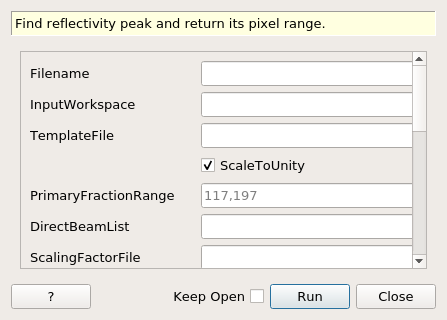 Find reflectivity peak and return its pixel range.
Filename
InputWorkspace
TemplateFile
ScaleToUnity
PrimaryFractionRange 117,197
DirectBeamList
ScalingFactorFile
? Keep Open Run Close